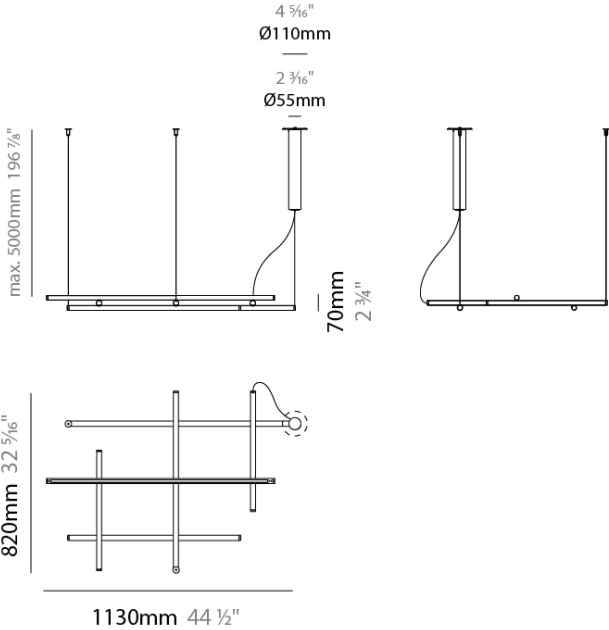 4 5/16"
Ø110mm
2 3/16"
Ø55mm
max. 5000mm 196 7/8"
70mm
2 3/4"
820mm 32 5/16"
1130mm 44 ½"